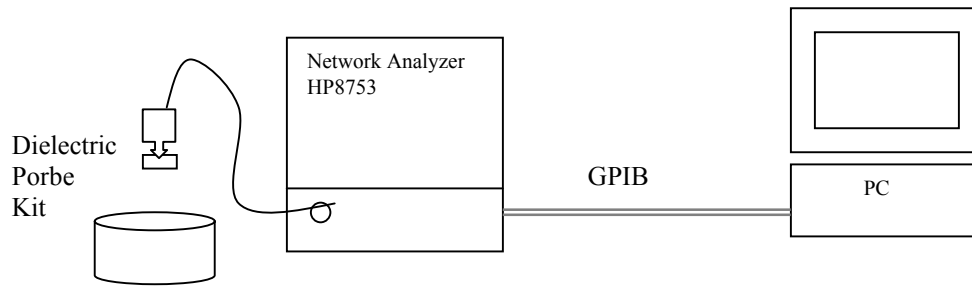 Network Analyzer
HP8753
Dielectric
Porbe
Kit
GPIB
PC